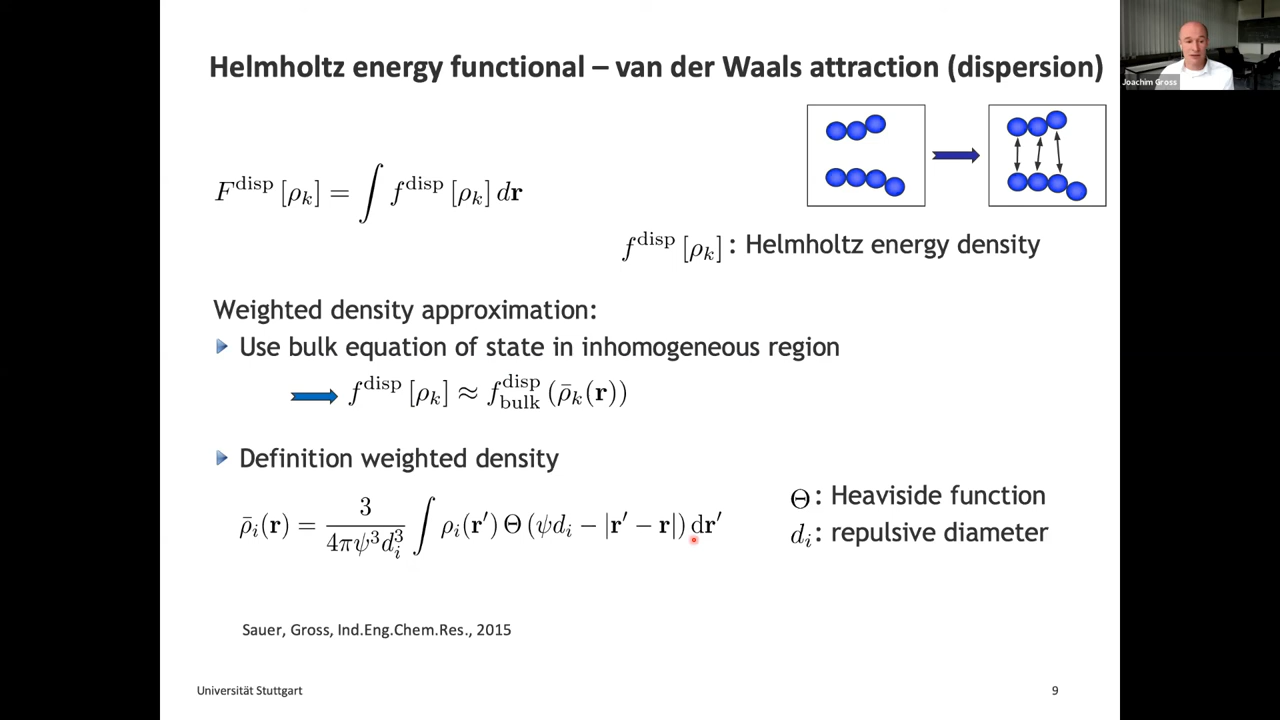 Helmholtz energy functional – van der Waals attraction (dispersion)
Joachim Gross
F^disp [ρ_k] = ∫ f^disp [ρ_k] dr
f^disp [ρ_k] : Helmholtz energy density
Weighted density approximation:
Use bulk equation of state in inhomogeneous region
f^disp [ρ_k] ≈ f^disp_bulk (ρ̄_k(r))
Definition weighted density
ρ̄_i(r) = 3/(4πψ³d_i³) ∫ ρ_i(r′) Θ (ψd_i − |r′ − r|) dr′
Θ : Heaviside function
d_i : repulsive diameter
Sauer, Gross, Ind.Eng.Chem.Res., 2015
Universität Stuttgart
9